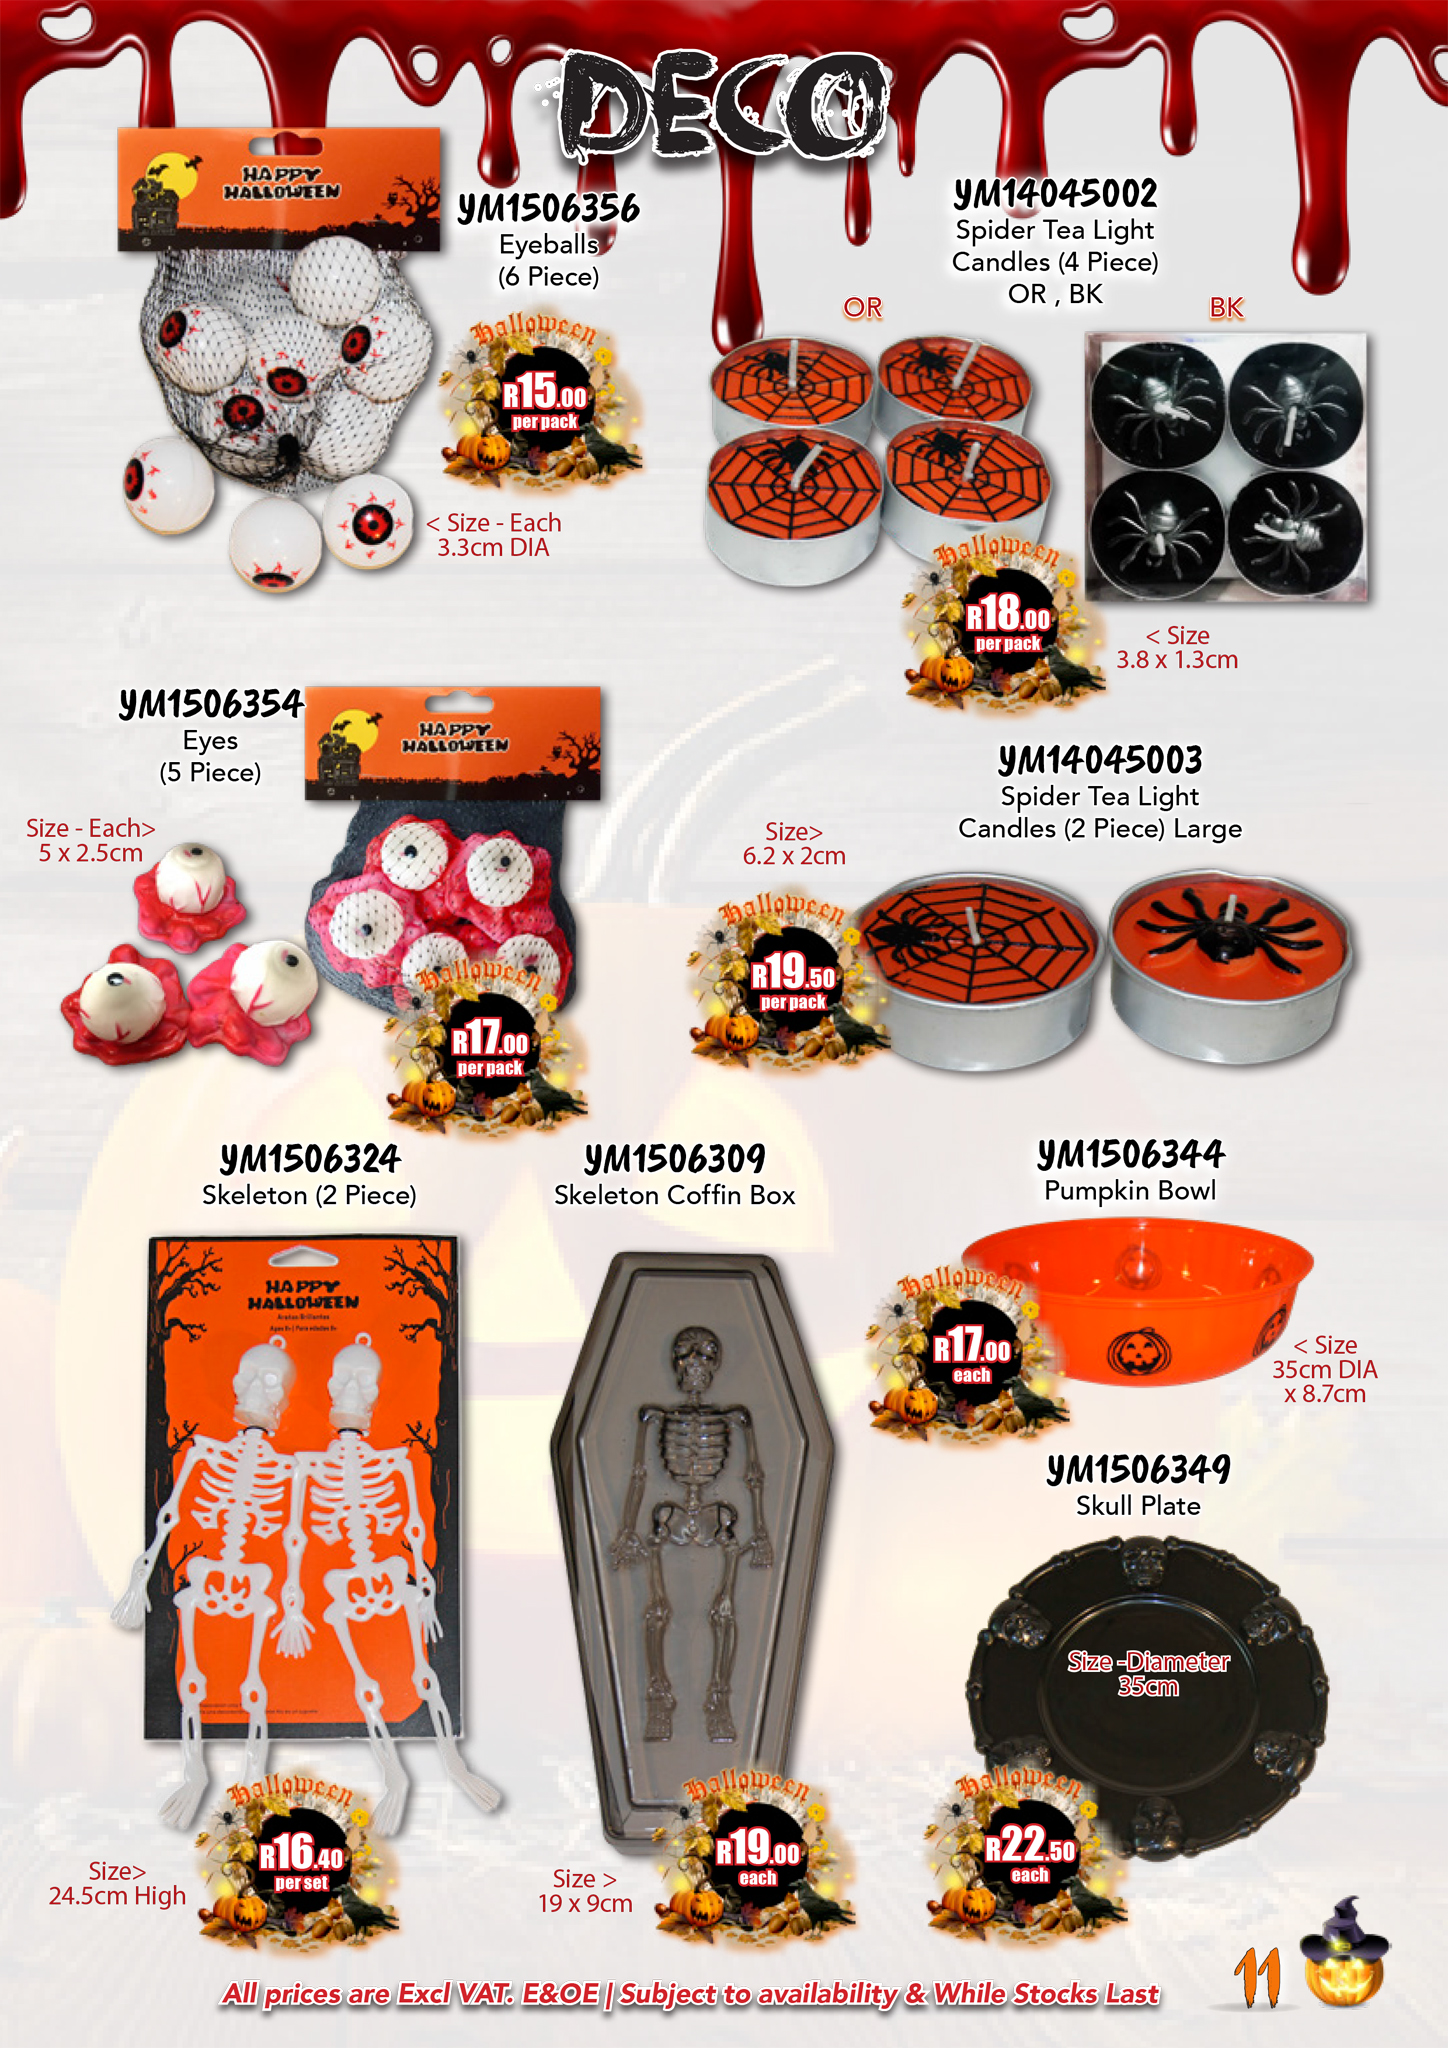 DECO
HAPPY
HALLOWEEN
YM1506356
Eyeballs
(6 Piece)
Halloween
R15.00
per pack
< Size - Each
3.3cm DIA
YM14045002
Spider Tea Light
Candles (4 Piece)
OR , BK
OR
BK
Halloween
R18.00
per pack
< Size
3.8 x 1.3cm
YM1506354
Eyes
(5 Piece)
Size - Each>
5 x 2.5cm
HAPPY
HALLOWEEN
Halloween
R17.00
per pack
YM14045003
Spider Tea Light
Candles (2 Piece) Large
Size>
6.2 x 2cm
Halloween
R19.50
per pack
YM1506324
Skeleton (2 Piece)
HAPPY
HALLOWEEN
Halloween
R16.40
per set
Size>
24.5cm High
YM1506309
Skeleton Coffin Box
Size >
19 x 9cm
Halloween
R19.00
each
YM1506344
Pumpkin Bowl
Halloween
R17.00
each
< Size
35cm DIA
x 8.7cm
YM1506349
Skull Plate
Size -Diameter
35cm
Halloween
R22.50
each
All prices are Excl VAT. E&OE | Subject to availability & While Stocks Last
11